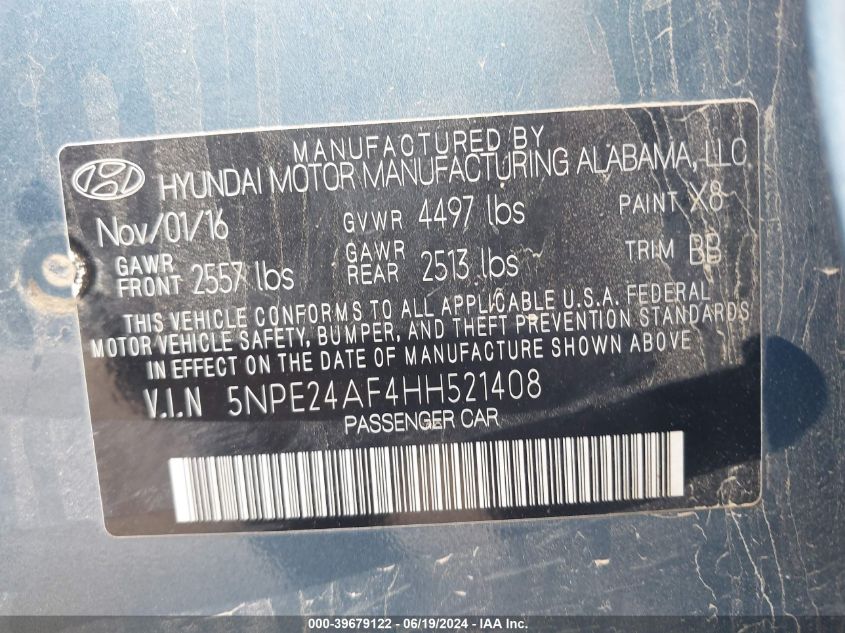 MANUFACTURED BY
HYUNDAI MOTOR MANUFACTURING ALABAMA, LLC
Nov/01/16 GVWR 4497 lbs PAINT X8
GAWR FRONT 2557 lbs GAWR REAR 2513 lbs TRIM BB
THIS VEHICLE CONFORMS TO ALL APPLICABLE U.S.A. FEDERAL
MOTOR VEHICLE SAFETY, BUMPER, AND THEFT PREVENTION STANDARDS
IN EFFECT ON THE DATE OF MANUFACTURE SHOWN ABOVE
V.I.N 5NPE24AF4HH521408
PASSENGER CAR
000-39679122 - 06/19/2024 - IAA Inc.